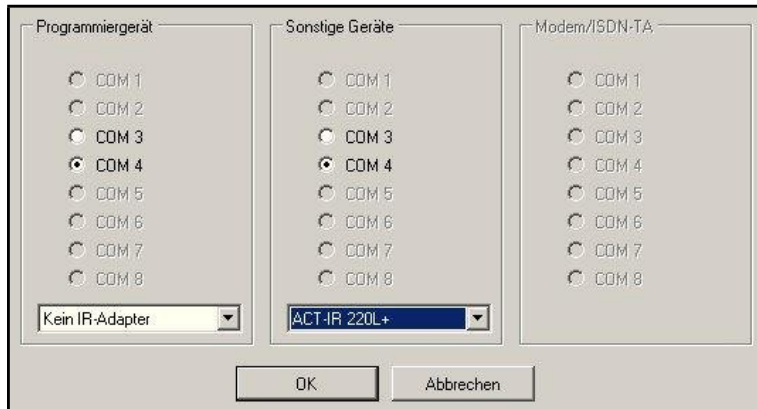 Programmiergerät
COM 1
COM 2
COM 3
COM 4
COM 5
COM 6
COM 7
COM 8
Kein IR-Adapter
Sonstige Geräte
COM 1
COM 2
COM 3
COM 4
COM 5
COM 6
COM 7
COM 8
ACT-IR 220L+
Modem/ISDN-TA
COM 1
COM 2
COM 3
COM 4
COM 5
COM 6
COM 7
COM 8
OK
Abbrechen